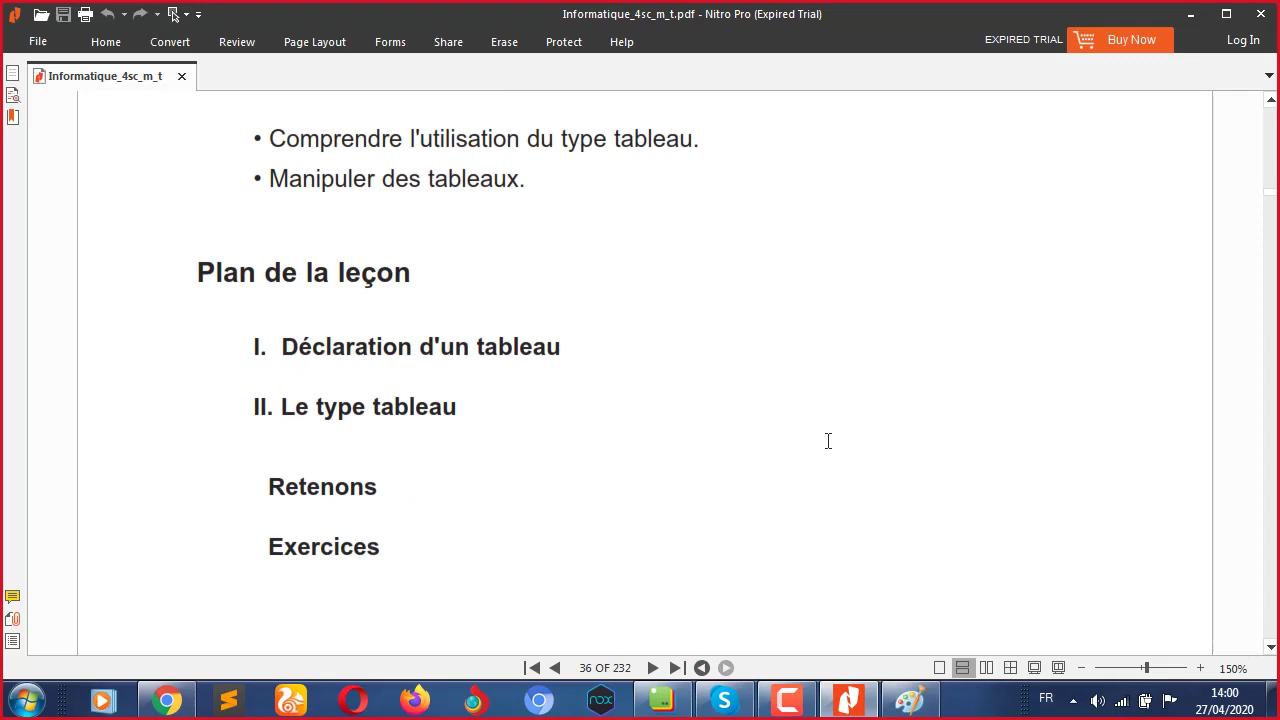 Informatique_4sc_m_t.pdf - Nitro Pro (Expired Trial)
File Home Convert Review Page Layout Forms Share Erase Protect Help EXPIRED TRIAL Buy Now Log In
Informatique_4sc_m_t
• Comprendre l'utilisation du type tableau.
• Manipuler des tableaux.
Plan de la leçon
I. Déclaration d'un tableau
II. Le type tableau
Retenons
Exercices
36 OF 232
150%
nox
FR
14:00
27/04/2020